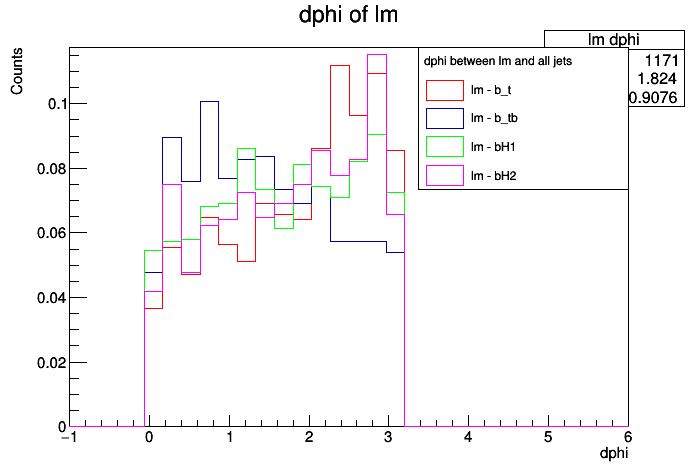 dphi of lm
lm dphi
1171
1.824
0.9076
dphi between lm and all jets
lm - b_t
lm - b_tb
lm - bH1
lm - bH2
Counts
0.1
0.08
0.06
0.04
0.02
0
−1 0 1 2 3 4 5 6
dphi